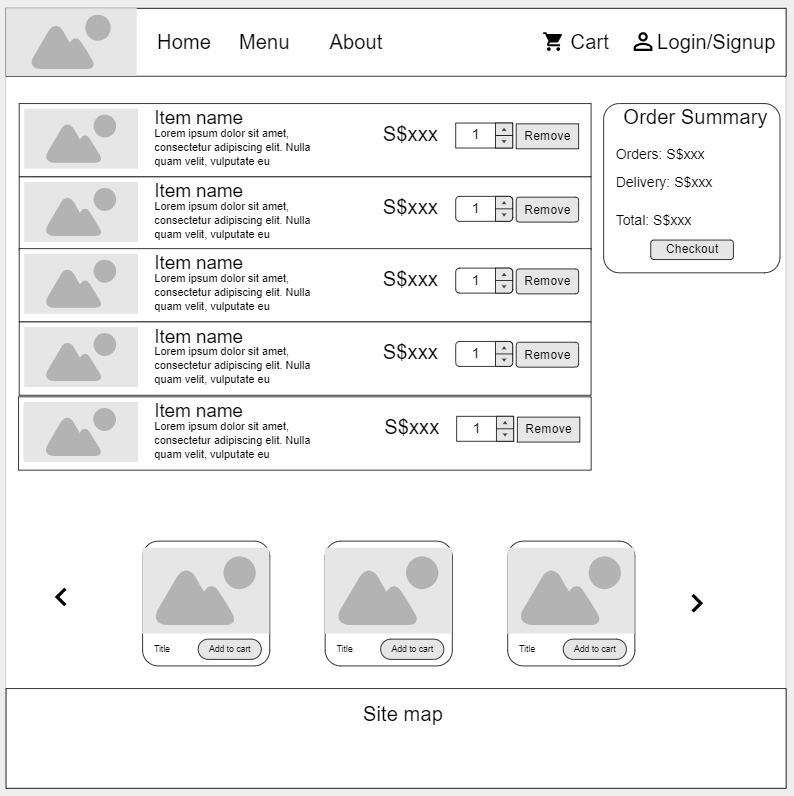 Home Menu About Cart Login/Signup
Item name
Lorem ipsum dolor sit amet,
consectetur adipiscing elit. Nulla
quam velit, vulputate eu
S$xxx 1 Remove
Item name
Lorem ipsum dolor sit amet,
consectetur adipiscing elit. Nulla
quam velit, vulputate eu
S$xxx 1 Remove
Item name
Lorem ipsum dolor sit amet,
consectetur adipiscing elit. Nulla
quam velit, vulputate eu
S$xxx 1 Remove
Item name
Lorem ipsum dolor sit amet,
consectetur adipiscing elit. Nulla
quam velit, vulputate eu
S$xxx 1 Remove
Item name
Lorem ipsum dolor sit amet,
consectetur adipiscing elit. Nulla
quam velit, vulputate eu
S$xxx 1 Remove
Order Summary
Orders: S$xxx
Delivery: S$xxx
Total: S$xxx
Checkout
Title Add to cart
Title Add to cart
Title Add to cart
Site map